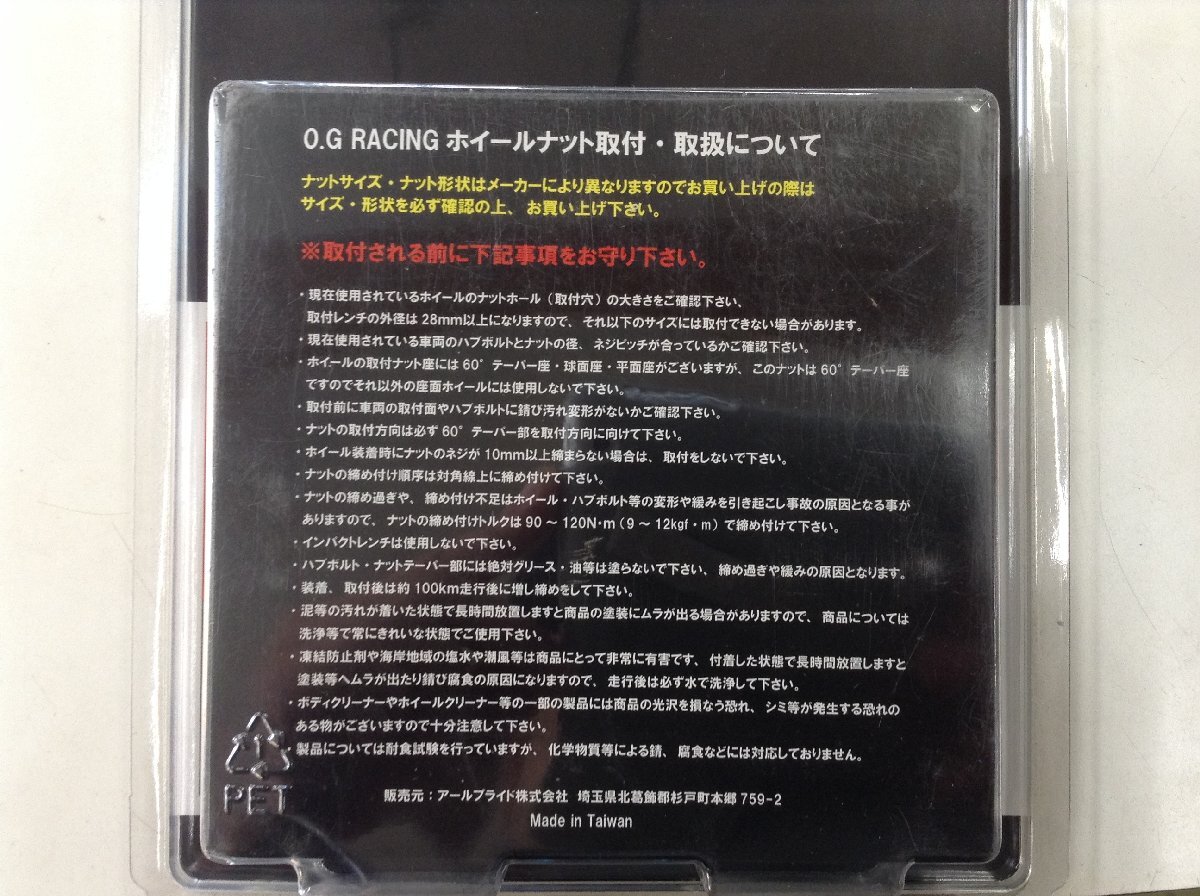 O.G RACING ホイールナット取付・取扱について
ナットサイズ・ナット形状はメーカーにより異なりますのでお買い上げの際は
サイズ・形状を必ず確認の上、お買い上げ下さい。
※取付される前に下記事項をお守り下さい。
・現在使用されているホイールのナットホール（取付穴）の大きさをご確認下さい、
取付レンチの外径は28mm以上になりますので、それ以下のサイズには取付できない場合があります。
・現在使用されている車両のハブボルトとナットの径、ネジピッチが合っているかご確認下さい。
・ホイールの取付ナット座には60°テーパー座・球面座・平面座がございますが、このナットは60°テーパー座
ですのでそれ以外の座面ホイールには使用しないで下さい。
・取付前に車両の取付面やハブボルトに錆び汚れ変形がないかご確認下さい。
・ナットの取付方向は必ず60°テーパー部を取付方向に向けて下さい。
・ホイール装着時にナットのネジが10mm以上締まらない場合は、取付をしないで下さい。
・ナットの締め付け順序は対角線上に締め付けて下さい。
・ナットの締め過ぎや、締め付け不足はホイール・ハブボルト等の変形や緩みを引き起こし事故の原因となる事が
ありますので、ナットの締め付けトルクは90～120N・m（9～12kgf・m）で締め付けて下さい。
・インパクトレンチは使用しないで下さい。
・ハブボルト・ナットテーパー部には絶対グリース・油等は塗らないで下さい、締め過ぎや緩みの原因となります。
・装着、取付後は約100km走行後に増し締めをして下さい。
・泥等の汚れが着いた状態で長時間放置しますと商品の塗装にムラが出る場合がありますので、商品については
洗浄等で常にきれいな状態でご使用下さい。
・凍結防止剤や海岸地域の塩水や潮風等は商品にとって非常に有害です、付着した状態で長時間放置しますと
塗装等へムラが出たり錆び腐食の原因になりますので、走行後は必ず水で洗浄して下さい。
・ボディクリーナーやホイールクリーナー等の一部の製品には商品の光沢を損なう恐れ、シミ等が発生する恐れの
ある物がございますので十分注意して下さい。
製品については耐食試験を行っていますが、化学物質等による錆、腐食などには対応しておりません。
1
PET
販売元：アールプライド株式会社 埼玉県北葛飾郡杉戸町本郷759-2
Made in Taiwan